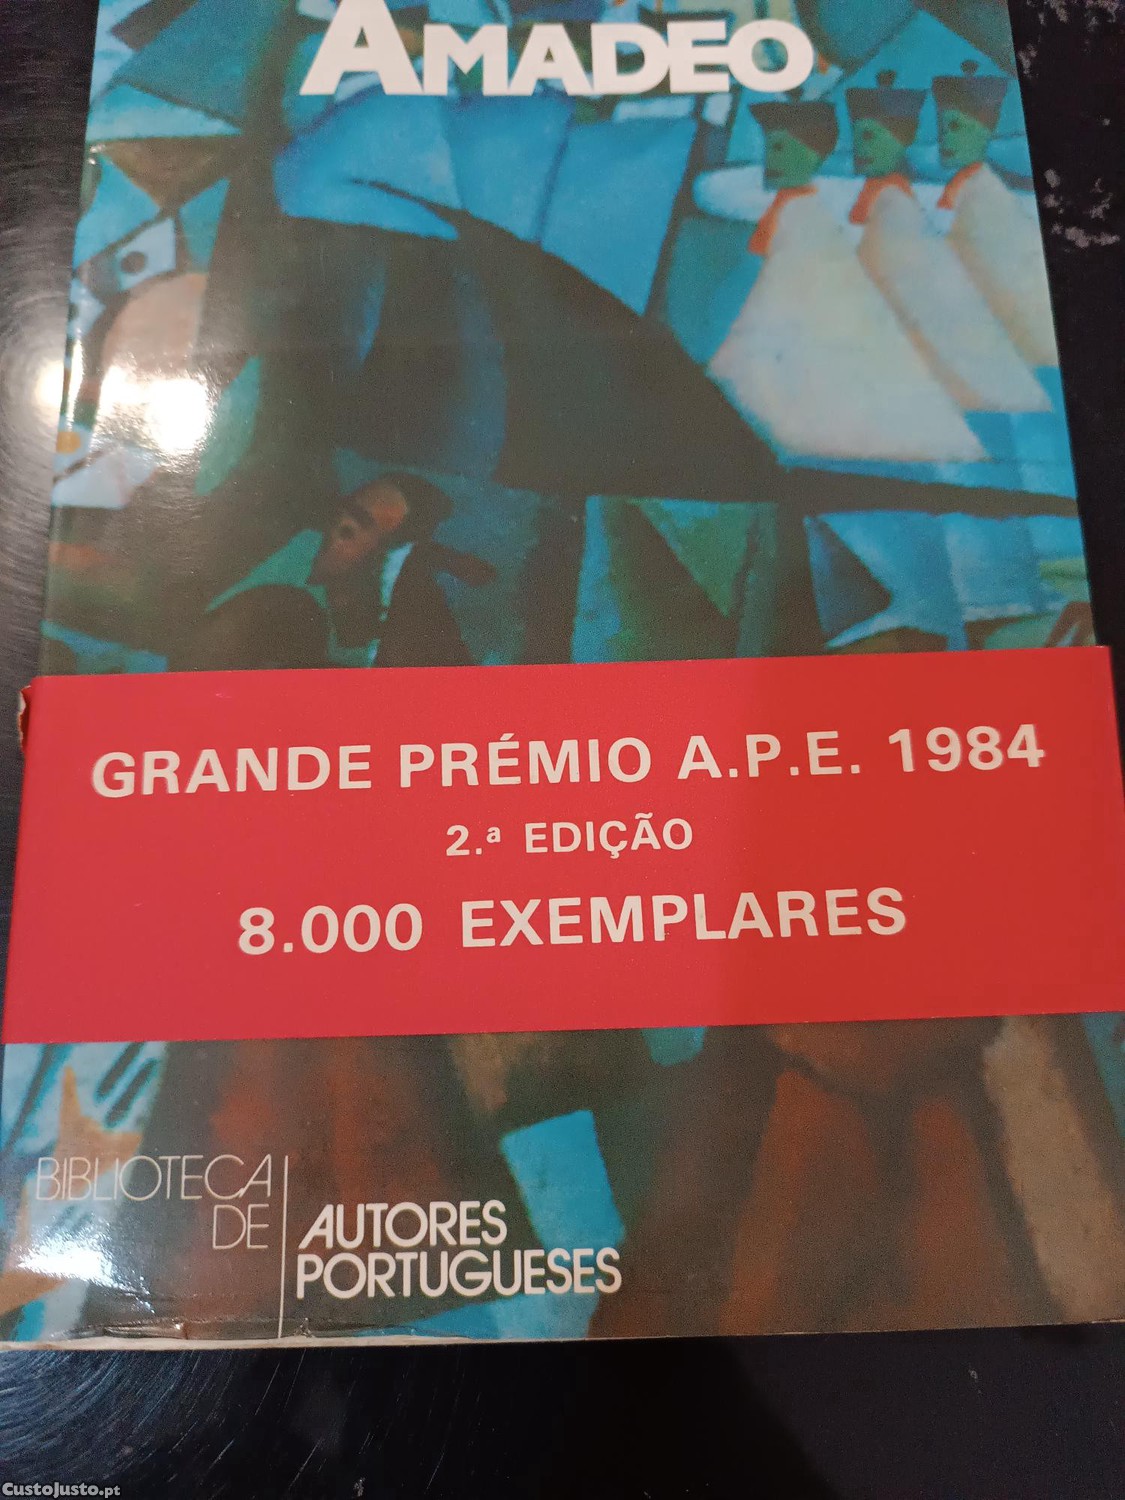 AMADEO
GRANDE PRÉMIO A.P.E. 1984
2.ª EDIÇÃO
8.000 EXEMPLARES
BIBLIOTECA
DE
AUTORES
PORTUGUESES
CustoJusto.pt